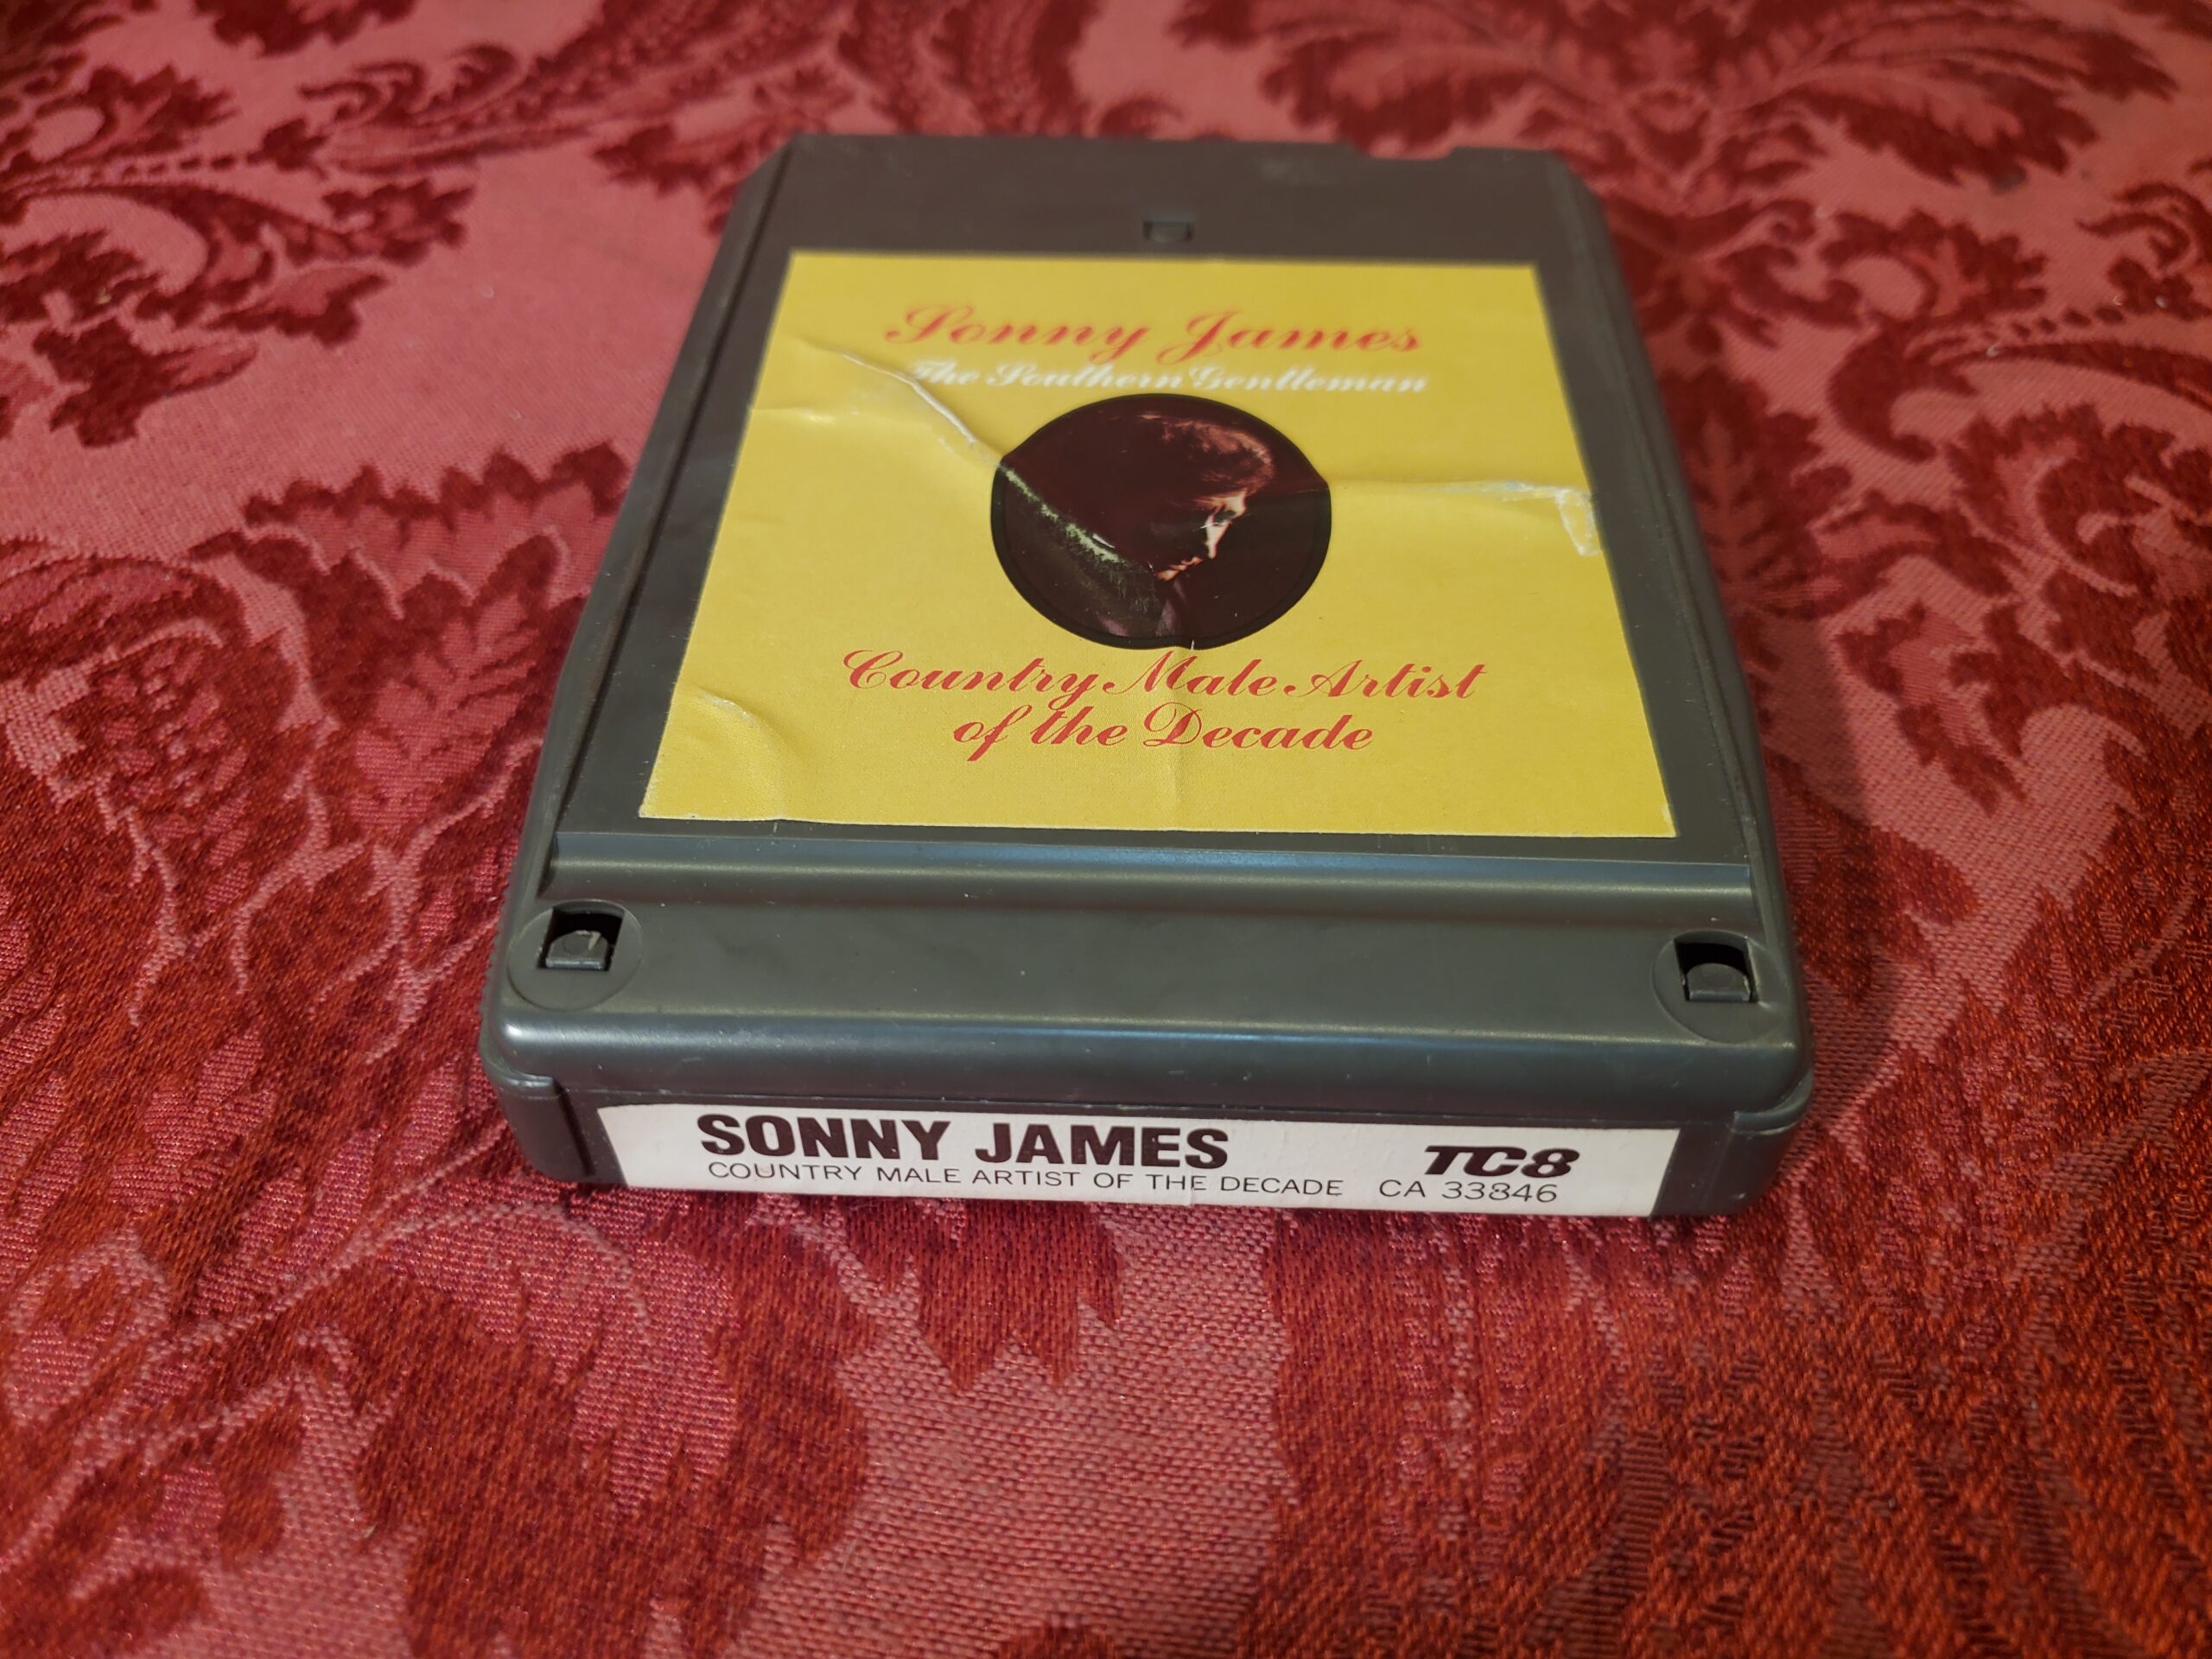 Sonny James
The Southern Gentleman
Country Male Artist
of the Decade
SONNY JAMES
TC8
COUNTRY MALE ARTIST OF THE DECADE
CA 33846